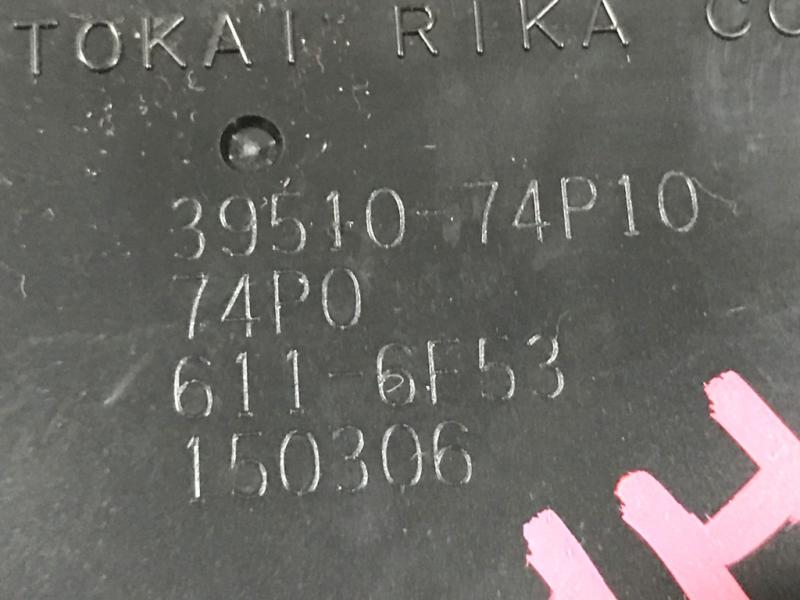 TOKAI RIKA CO
39510-74P10
74P0
611-6F53
150306